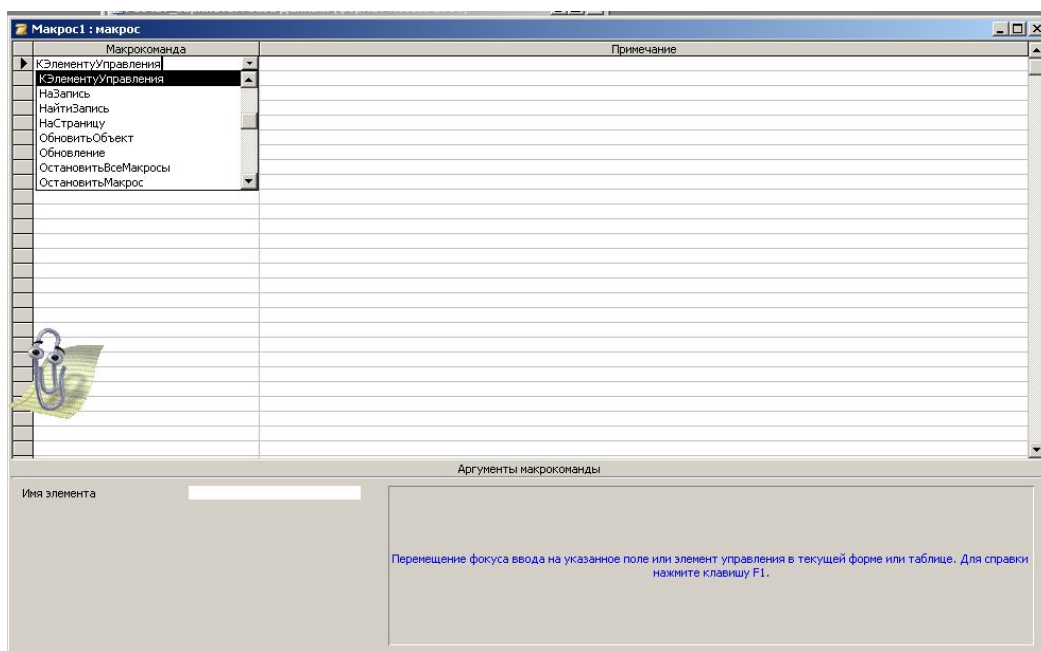 Макрос1 : макрос
Макрокоманда Примечание
КЭлементуУправления
КЭлементуУправления
НаЗапись
НайтиЗапись
НаСтраницу
ОбновитьОбъект
Обновление
ОстановитьВсеМакросы
ОстановитьМакрос
Аргументы макрокоманды
Имя элемента
Перемещение фокуса ввода на указанное поле или элемент управления в текущей форме или таблице. Для справки
нажмите клавишу F1.